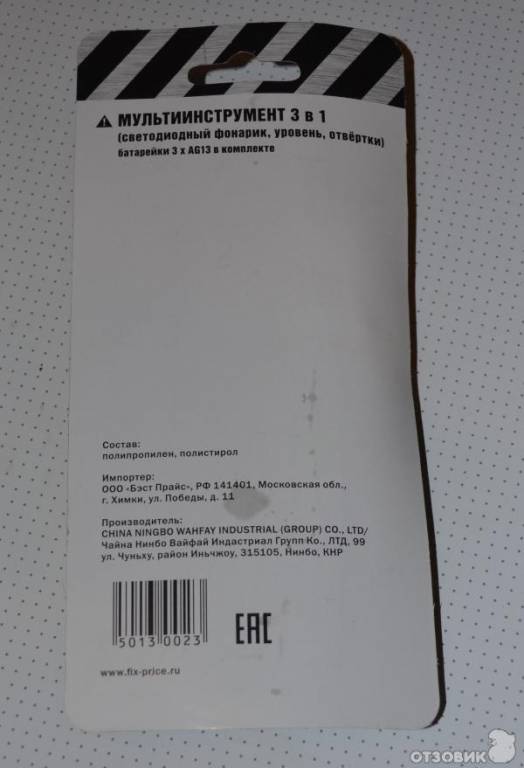 МУЛЬТИИНСТРУМЕНТ 3 в 1
(светодиодный фонарик, уровень, отвёртки)
батарейки 3 х AG13 в комплекте
Состав:
полипропилен, полистирол
Импортер:
ООО «Бэст Прайс», РФ 141401, Московская обл.,
г. Химки, ул. Победы, д. 11
Производитель:
CHINA NINGBO WAHFAY INDUSTRIAL (GROUP) CO., LTD/
Чайна Нинбо Вайфай Индастриал Групп Ко., ЛТД, 99
ул. Чуньху, район Иньчжоу, 315105, Нинбо, КНР
5013 0023
EAC
www.fix-price.ru
ОТЗОВИК